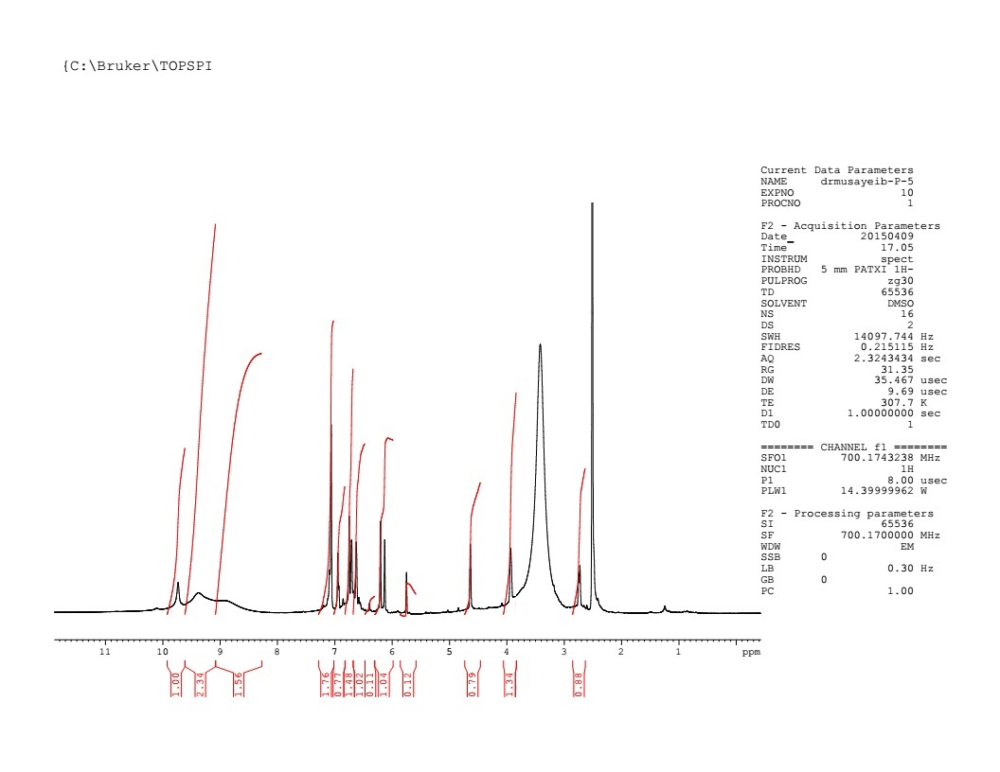 {C:\Bruker\TOPSPI
Current Data Parameters
NAME drmusayeib-P-5
EXPNO 10
PROCNO 1
F2 - Acquisition Parameters
Date_ 20150409
Time 17.05
INSTRUM spect
PROBHD 5 mm PATXI 1H-
PULPROG zg30
TD 65536
SOLVENT DMSO
NS 16
DS 2
SWH 14097.744 Hz
FIDRES 0.215115 Hz
AQ 2.3243434 sec
RG 31.35
DW 35.467 usec
DE 9.69 usec
TE 307.7 K
D1 1.00000000 sec
TD0 1
======== CHANNEL f1 ========
SFO1 700.1743238 MHz
NUC1 1H
P1 8.00 usec
PLW1 14.39999962 W
F2 - Processing parameters
SI 65536
SF 700.1700000 MHz
WDW EM
SSB 0
LB 0.30 Hz
GB 0
PC 1.00
11 10 9 8 7 6 5 4 3 2 1 ppm
1.00 2.34 1.56 1.76 0.77 1.48 1.02 0.11 1.04 0.12 0.79 1.34 0.88